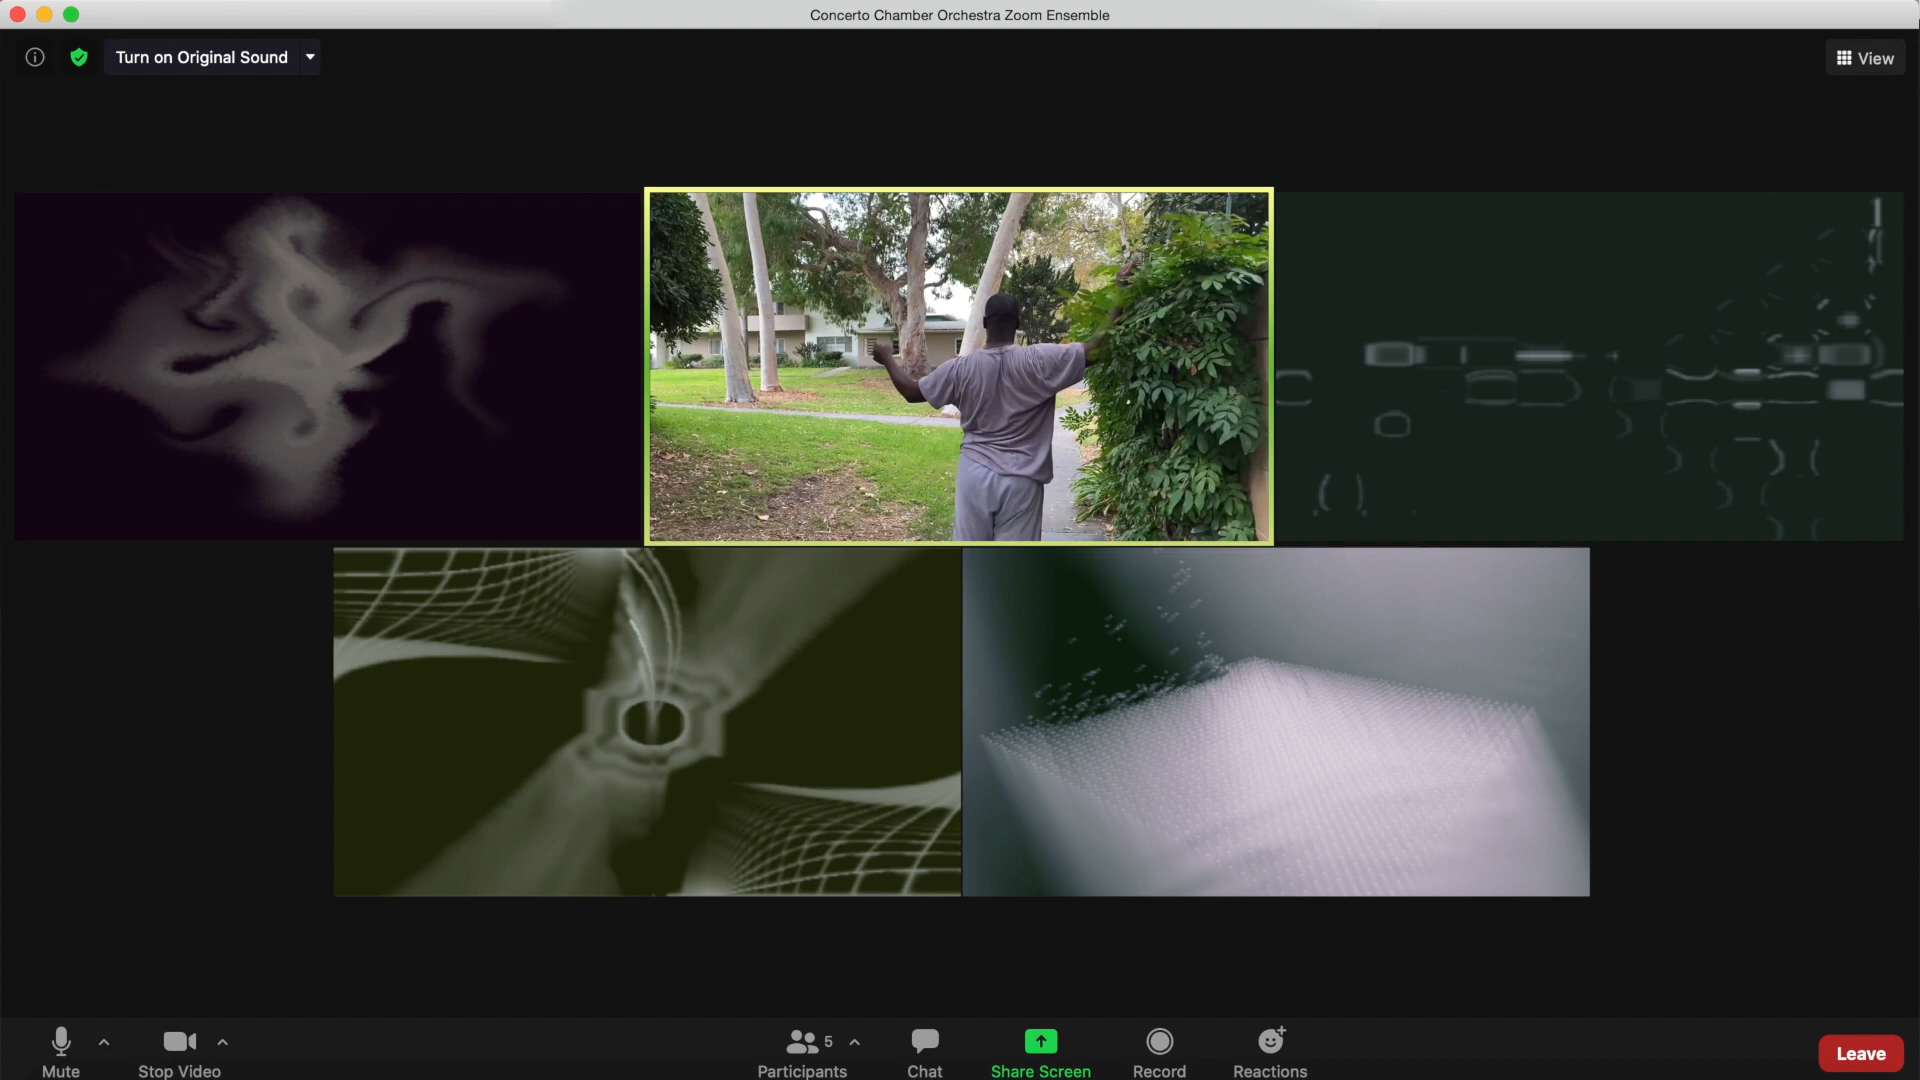 Concerto Chamber Orchestra Zoom Ensemble
Turn on Original Sound
View
Mute
Stop Video
5
Participants
Chat
Share Screen
Record
Reactions
Leave